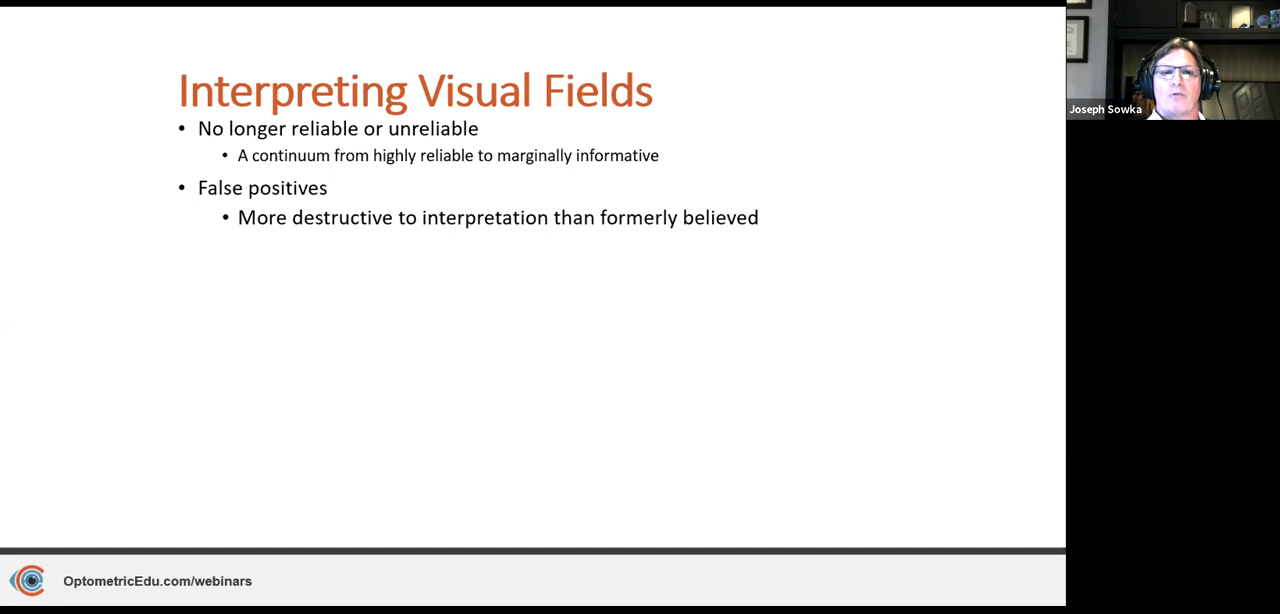 Interpreting Visual Fields
• No longer reliable or unreliable
• A continuum from highly reliable to marginally informative
• False positives
• More destructive to interpretation than formerly believed
Joseph Sowka
OptometricEdu.com/webinars